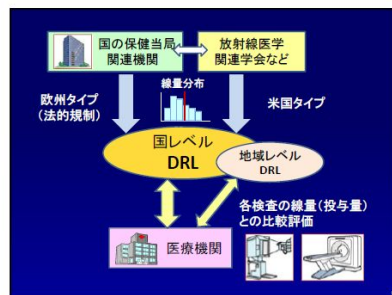 国の保健当局
関連機関
放射線医学
関連学会など
線量分布
欧州タイプ
(法的規制)
米国タイプ
国レベル
DRL
地域レベル
DRL
各検査の線量(投与量)
との比較評価
医療機関